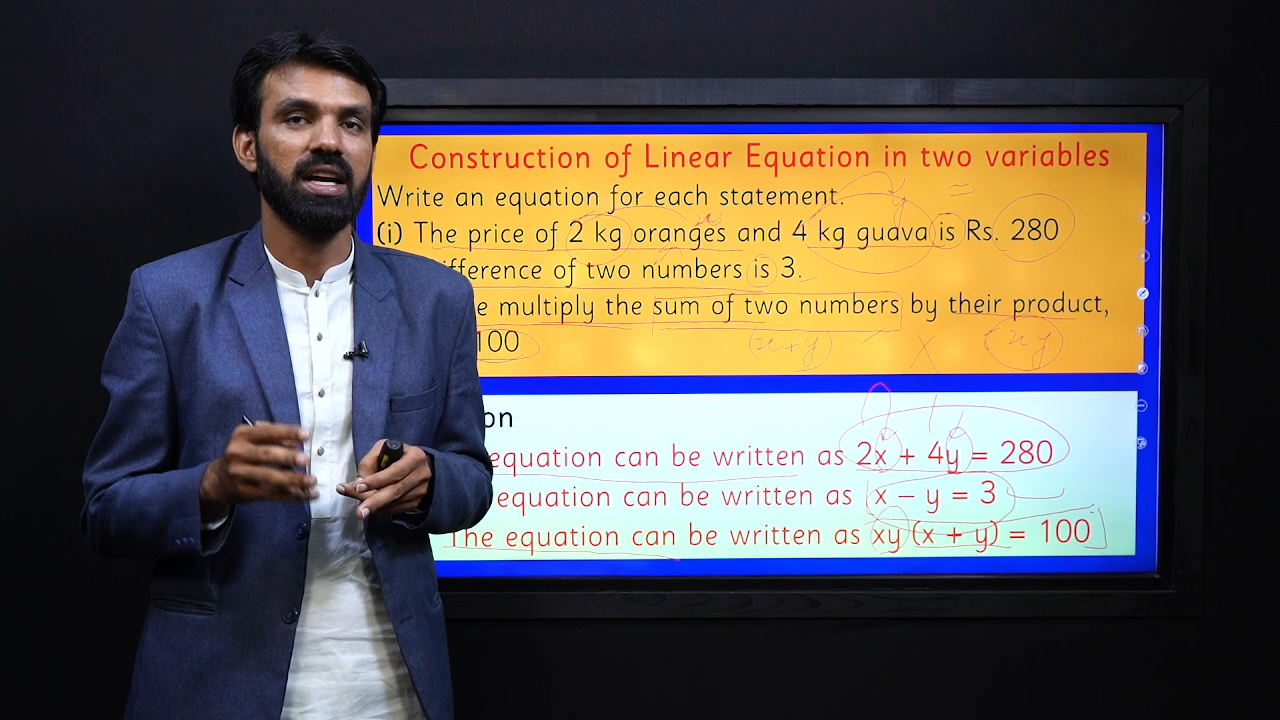 Construction of Linear Equation in two variables
Write an equation for each statement.
(i) The price of 2 kg oranges and 4 kg guava is Rs. 280
x
y
=
of two numbers is 3.
multiply the sum of two numbers by their product,
100
(x+y) X xy
equation can be written as 2x + 4y = 280
equation can be written as x – y = 3
The equation can be written as xy (x + y) = 100